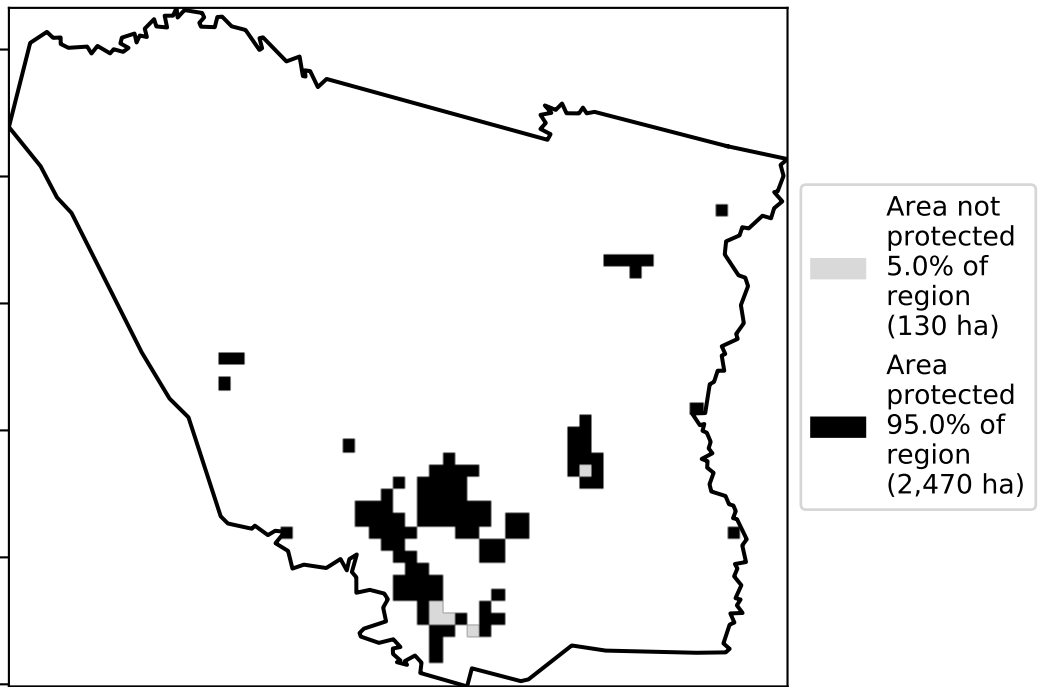 Area not
protected
5.0% of
region
(130 ha)
Area
protected
95.0% of
region
(2,470 ha)